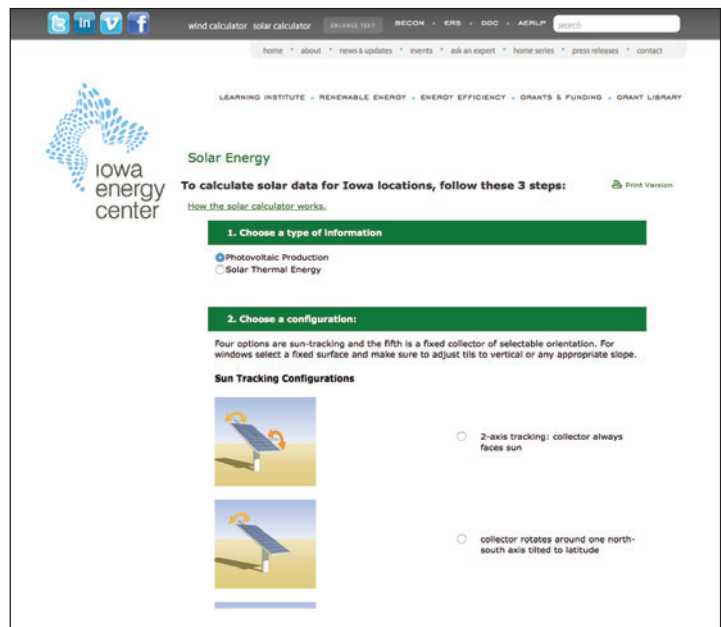 wind calculator solar calculator ENLARGE TEXT BECON • ERS • DDC • AERLP search
home • about • news & updates • events • ask an expert • home series • press releases • contact
LEARNING INSTITUTE • RENEWABLE ENERGY • ENERGY EFFICIENCY • GRANTS & FUNDING • GRANT LIBRARY
iowa
energy
center
Solar Energy
To calculate solar data for Iowa locations, follow these 3 steps:
Print Version
How the solar calculator works.
1. Choose a type of information
Photovoltaic Production
Solar Thermal Energy
2. Choose a configuration:
Four options are sun-tracking and the fifth is a fixed collector of selectable orientation. For
windows select a fixed surface and make sure to adjust tils to vertical or any appropriate slope.
Sun Tracking Configurations
2-axis tracking: collector always
faces sun
collector rotates around one north-
south axis tilted to latitude